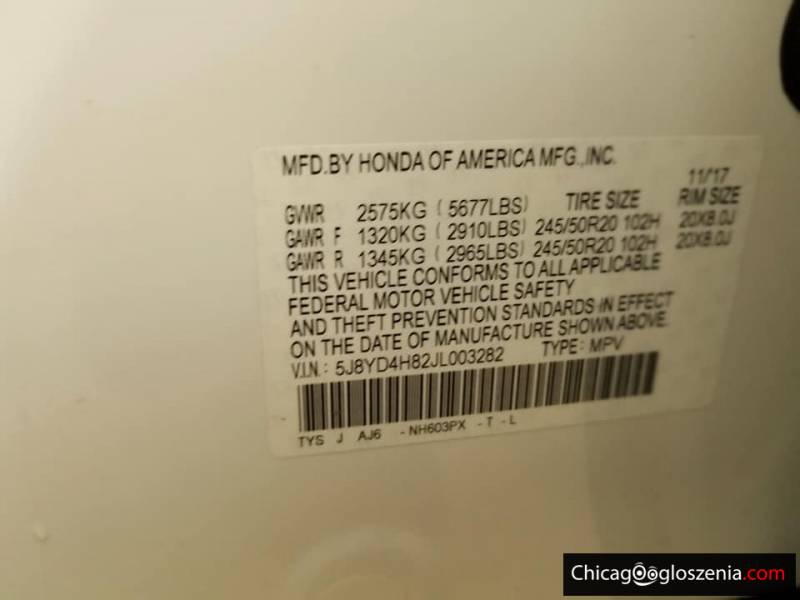 MFD.BY HONDA OF AMERICA MFG.,INC.
11/17
GVWR 2575KG ( 5677LBS) TIRE SIZE RIM SIZE
GAWR F 1320KG ( 2910LBS) 245/50R20 102H 20X8.0J
GAWR R 1345KG ( 2965LBS) 245/50R20 102H 20X8.0J
THIS VEHICLE CONFORMS TO ALL APPLICABLE
FEDERAL MOTOR VEHICLE SAFETY
AND THEFT PREVENTION STANDARDS IN EFFECT
ON THE DATE OF MANUFACTURE SHOWN ABOVE.
V.I.N.: 5J8YD4H82JL003282 TYPE: MPV
TYS J AJ6 -NH603PX -T -L
ChicagOogloszenia.com